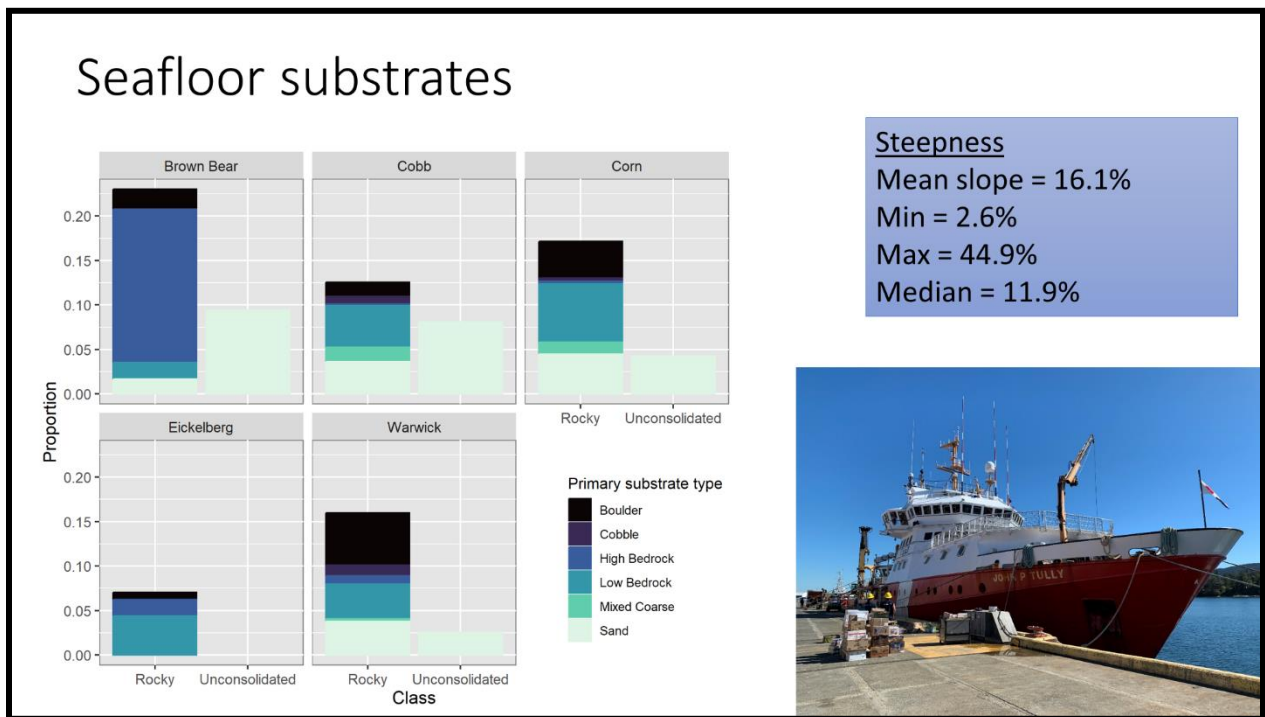 Seafloor substrates
Steepness
Mean slope = 16.1%
Min = 2.6%
Max = 44.9%
Median = 11.9%
Brown Bear
Cobb
Corn
0.20
0.15
0.10
0.05
0.00
Rocky
Unconsolidated
Eickelberg
Warwick
0.20
0.15
0.10
0.05
0.00
Rocky
Unconsolidated
Rocky
Unconsolidated
Proportion
Class
Primary substrate type
Boulder
Cobble
High Bedrock
Low Bedrock
Mixed Coarse
Sand
JOHN P TULLY